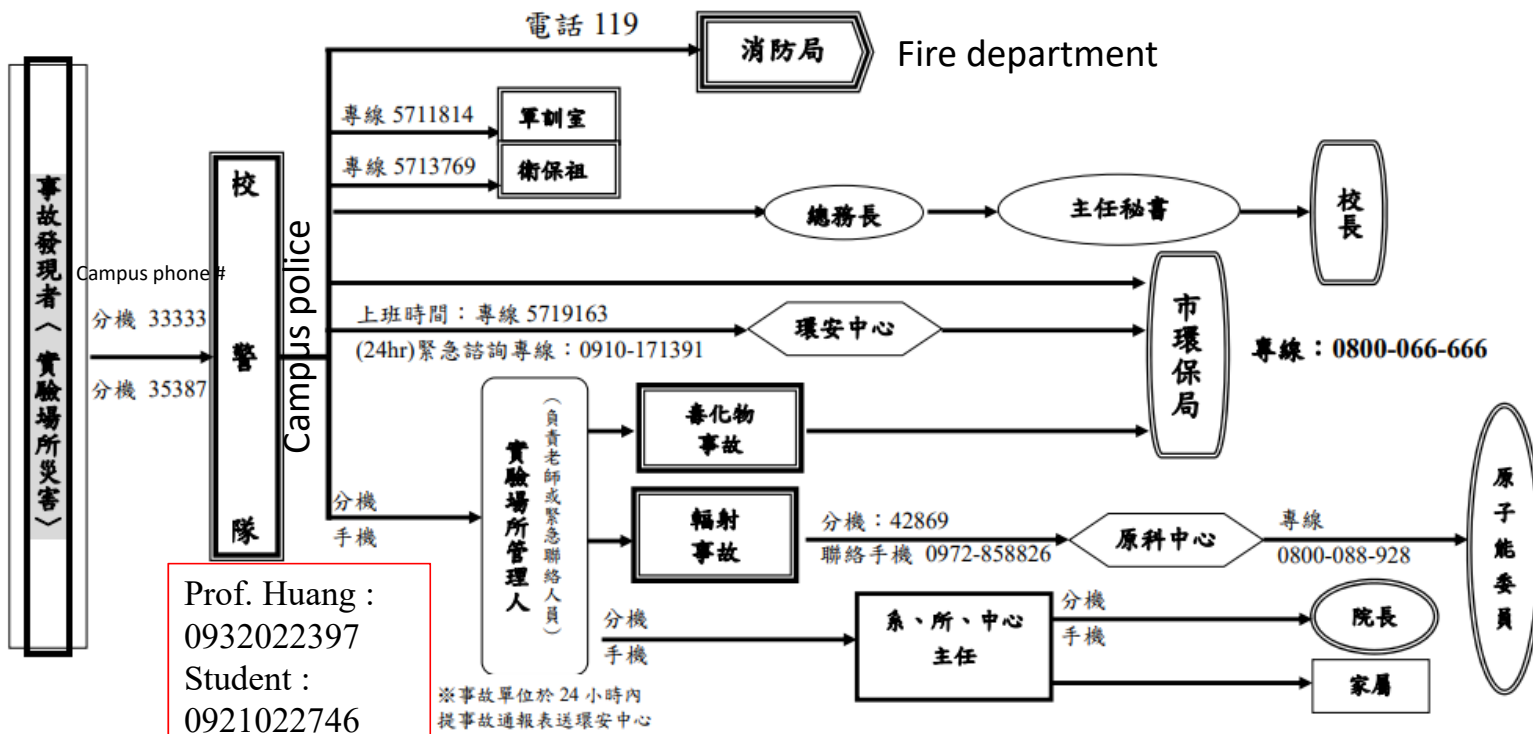 電話 119
消防局
Fire department
專線 5711814
軍訓室
專線 5713769
衛保祖
總務長
主任秘書
校長
事故發現者〈實驗場所災害〉
Campus phone #
分機 33333
分機 35387
校警隊
Campus police
上班時間：專線 5719163
(24hr)緊急諮詢專線：0910-171391
環安中心
市環保局
專線：0800-066-666
分機
手機
實驗場所管理人
(負責老師或緊急聯絡人員)
毒化物
事故
輻射
事故
分機：42869
聯絡手機 0972-858826
原科中心
專線
0800-088-928
原子能委員
分機
手機
系、所、中心
主任
分機
手機
院長
家屬
Prof. Huang :
0932022397
Student :
0921022746
※事故單位於 24 小時內
提事故通報表送環安中心